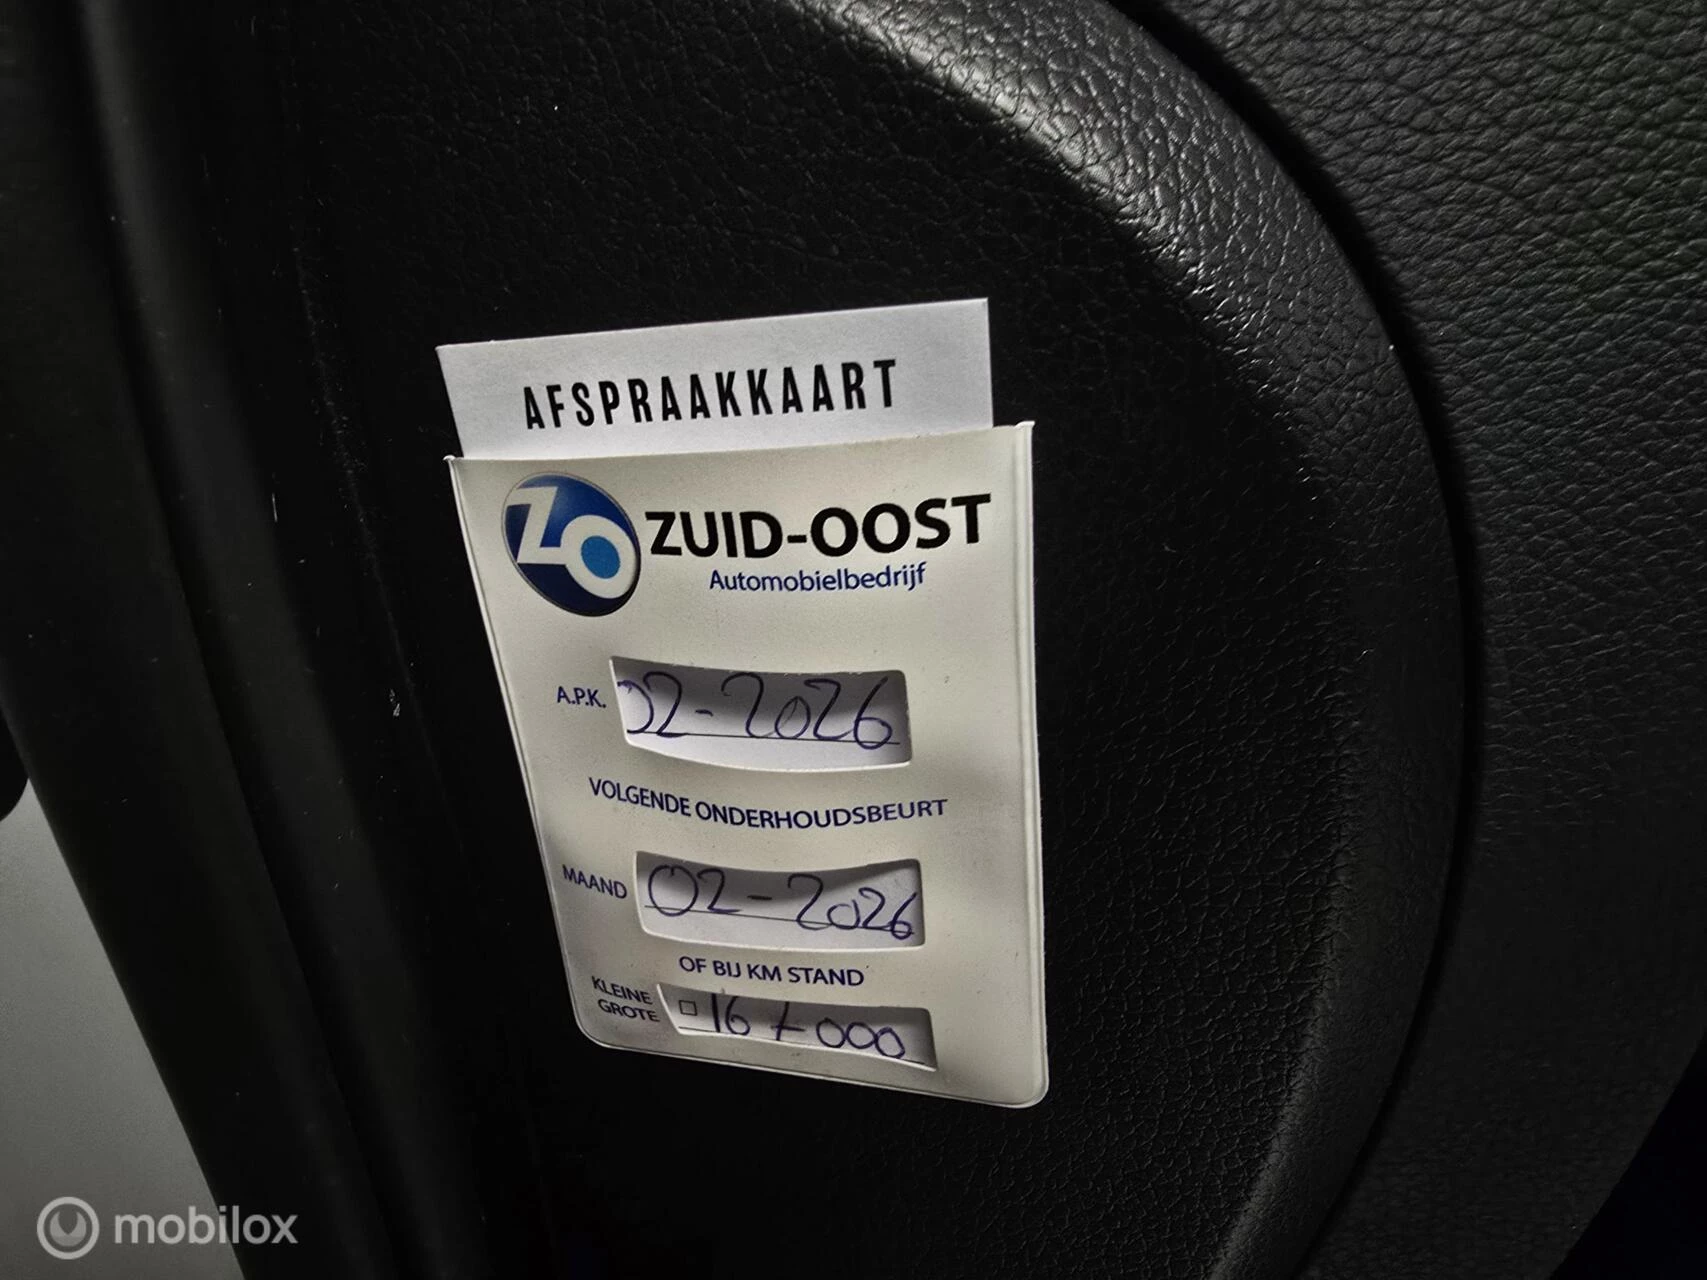 AFSPRAAKKAART
ZO ZUID-OOST
Automobielbedrijf
A.P.K. 02-2026
VOLGENDE ONDERHOUDSBEURT
MAAND 02-2026
OF BIJ KM STAND
KLEINE
GROTE
mobilox